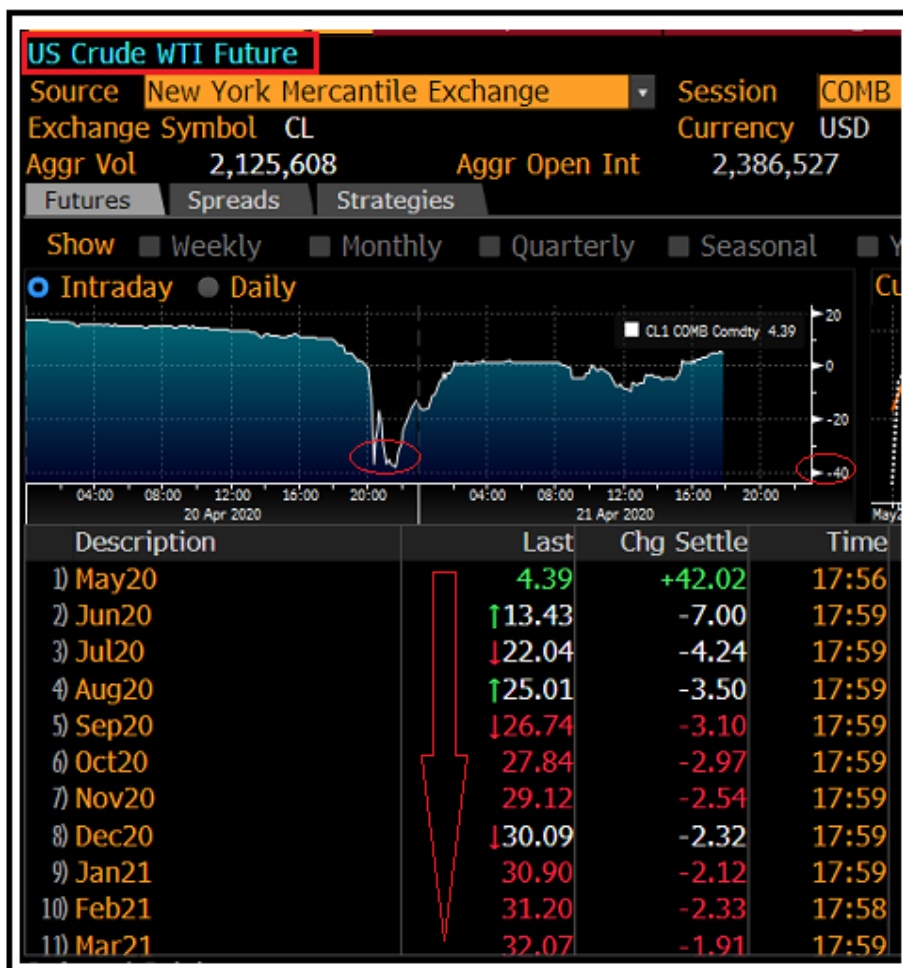 US Crude WTI Future
Source New York Mercantile Exchange Session COMB
Exchange Symbol CL Currency USD
Aggr Vol 2,125,608 Aggr Open Int 2,386,527
Futures Spreads Strategies
Show Weekly Monthly Quarterly Seasonal Y
Intraday Daily Cu
CL1 COMB Comdty 4.39
20
0
-20
-40
04:00 08:00 12:00 16:00 20:00 04:00 08:00 12:00 16:00 20:00
20 Apr 2020 21 Apr 2020 May2
Description Last Chg Settle Time
1) May20 4.39 +42.02 17:56
2) Jun20 ↑13.43 -7.00 17:59
3) Jul20 ↓22.04 -4.24 17:59
4) Aug20 ↑25.01 -3.50 17:59
5) Sep20 ↓26.74 -3.10 17:59
6) Oct20 27.84 -2.97 17:59
7) Nov20 29.12 -2.54 17:59
8) Dec20 ↓30.09 -2.32 17:59
9) Jan21 30.90 -2.12 17:59
10) Feb21 31.20 -2.33 17:58
11) Mar21 32.07 -1.91 17:59